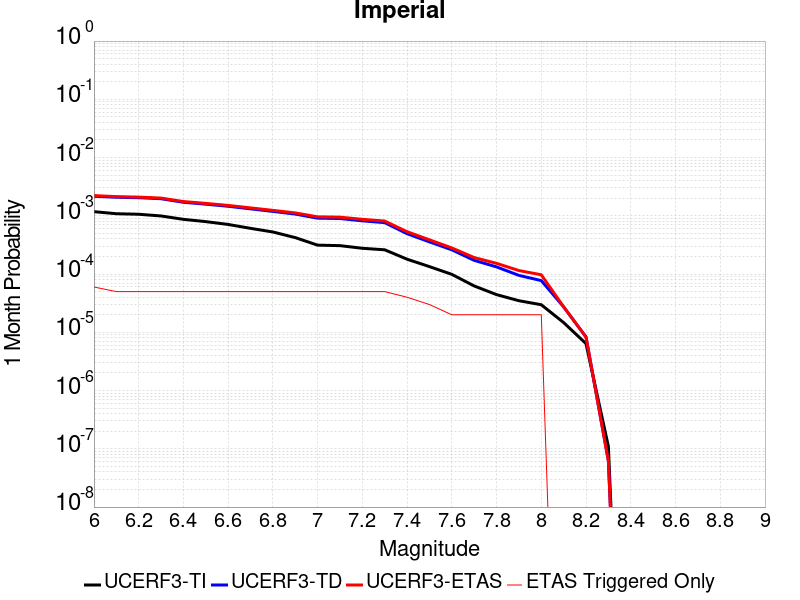 Imperial
10^0
10^-1
10^-2
10^-3
10^-4
10^-5
10^-6
10^-7
10^-8
1 Month Probability
6 6.2 6.4 6.6 6.8 7 7.2 7.4 7.6 7.8 8 8.2 8.4 8.6 8.8 9
Magnitude
UCERF3-TI UCERF3-TD UCERF3-ETAS ETAS Triggered Only